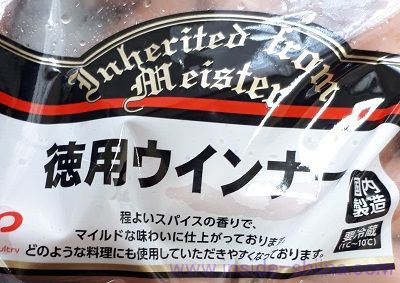 Inherited from
Meister
徳用ウインナー
国内
製造
要冷蔵
(1℃~10℃)
程よいスパイスの香りで、
マイルドな味わいに仕上がっております。
どのような料理にも使用していただきやすくなっております。